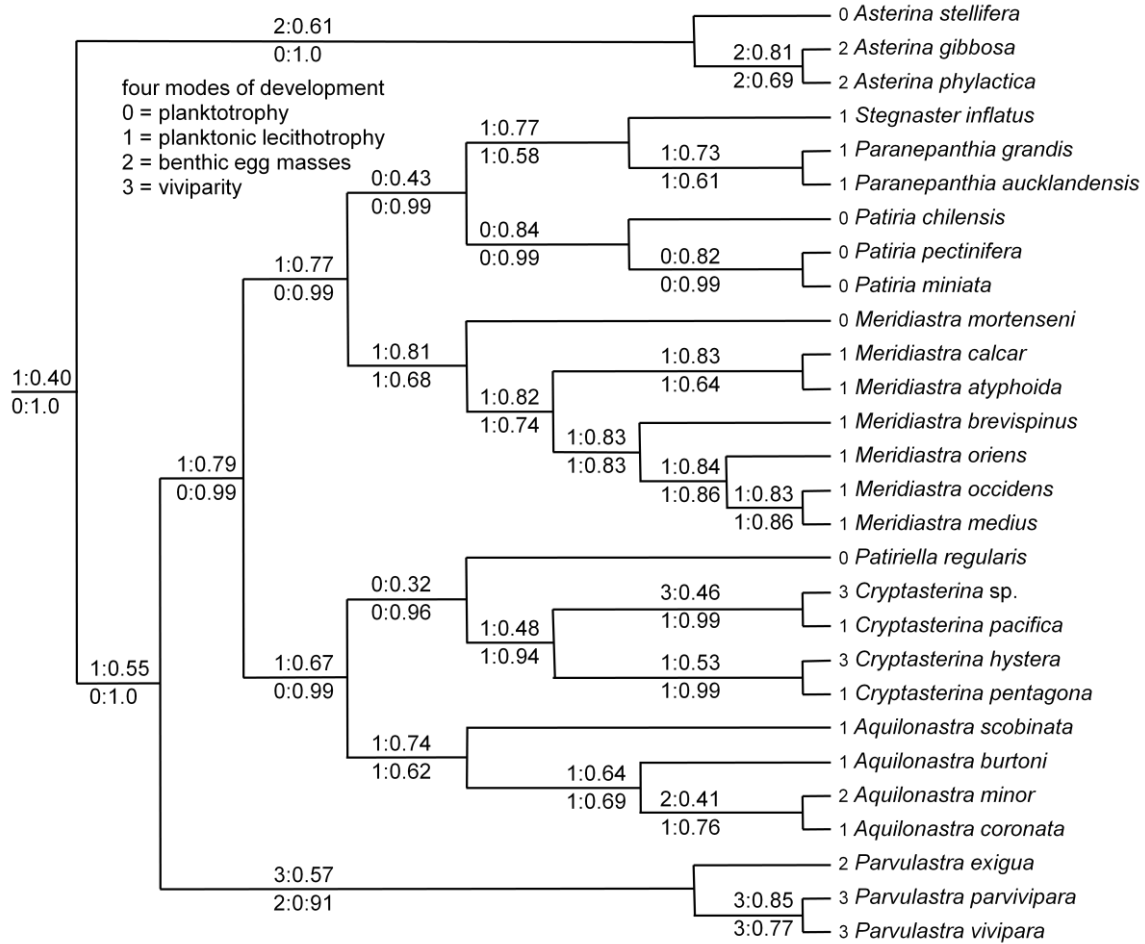 0 Asterina stellifera
2:0.61
0:1.0
2:0.81
2 Asterina gibbosa
2:0.69
2 Asterina phylactica
four modes of development
0 = planktotrophy
1 = planktonic lecithotrophy
2 = benthic egg masses
3 = viviparity
1 Stegnaster inflatus
1:0.77
1:0.58
1:0.73
1 Paranepanthia grandis
1:0.61
1 Paranepanthia aucklandensis
0:0.43
0:0.99
0 Patiria chilensis
0:0.84
0:0.99
0:0.82
0 Patiria pectinifera
0:0.99
0 Patiria miniata
1:0.77
0:0.99
0 Meridiastra mortenseni
1:0.81
1:0.68
1:0.83
1 Meridiastra calcar
1:0.64
1 Meridiastra atyphoida
1:0.40
0:1.0
1:0.82
1:0.74
1 Meridiastra brevispinus
1:0.83
1:0.83
1 Meridiastra oriens
1:0.84
1:0.86
1:0.83
1 Meridiastra occidens
1:0.86
1 Meridiastra medius
1:0.79
0:0.99
0 Patiriella regularis
0:0.32
0:0.96
3:0.46
3 Cryptasterina sp.
1:0.99
1 Cryptasterina pacifica
1:0.48
1:0.94
1:0.53
3 Cryptasterina hystera
1:0.99
1 Cryptasterina pentagona
1:0.55
0:1.0
1:0.67
0:0.99
1 Aquilonastra scobinata
1:0.74
1:0.62
1 Aquilonastra burtoni
1:0.64
1:0.69
2:0.41
2 Aquilonastra minor
1:0.76
1 Aquilonastra coronata
2 Parvulastra exigua
3:0.57
2:0:91
3:0.85
3 Parvulastra parvivipara
3:0.77
3 Parvulastra vivipara